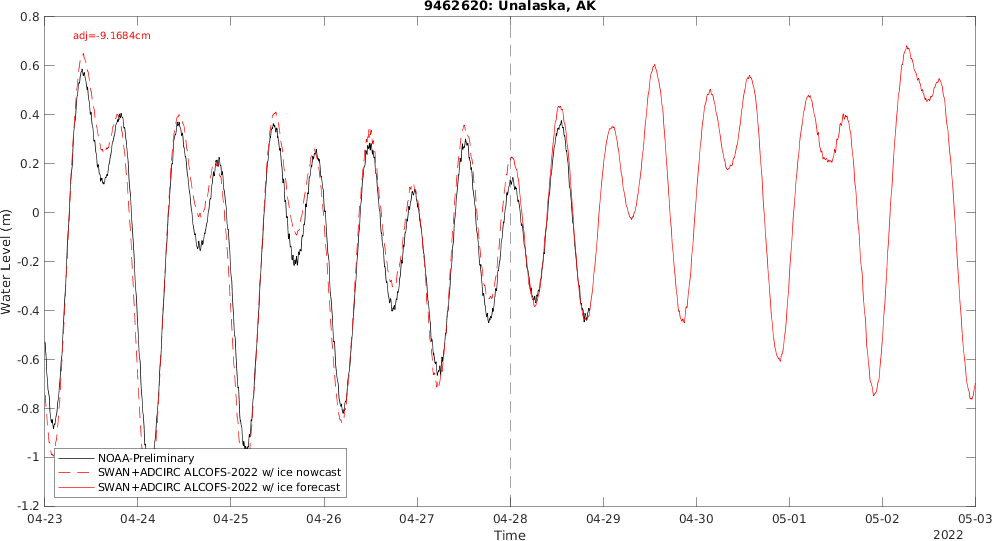 9462620: Unalaska, AK
adj=-9.1684cm
Water Level (m)
0.8
0.6
0.4
0.2
0
-0.2
-0.4
-0.6
-0.8
-1
-1.2
NOAA-Preliminary
SWAN+ADCIRC ALCOFS-2022 w/ ice nowcast
SWAN+ADCIRC ALCOFS-2022 w/ ice forecast
04-23 04-24 04-25 04-26 04-27 04-28 04-29 04-30 05-01 05-02 05-03
Time
2022